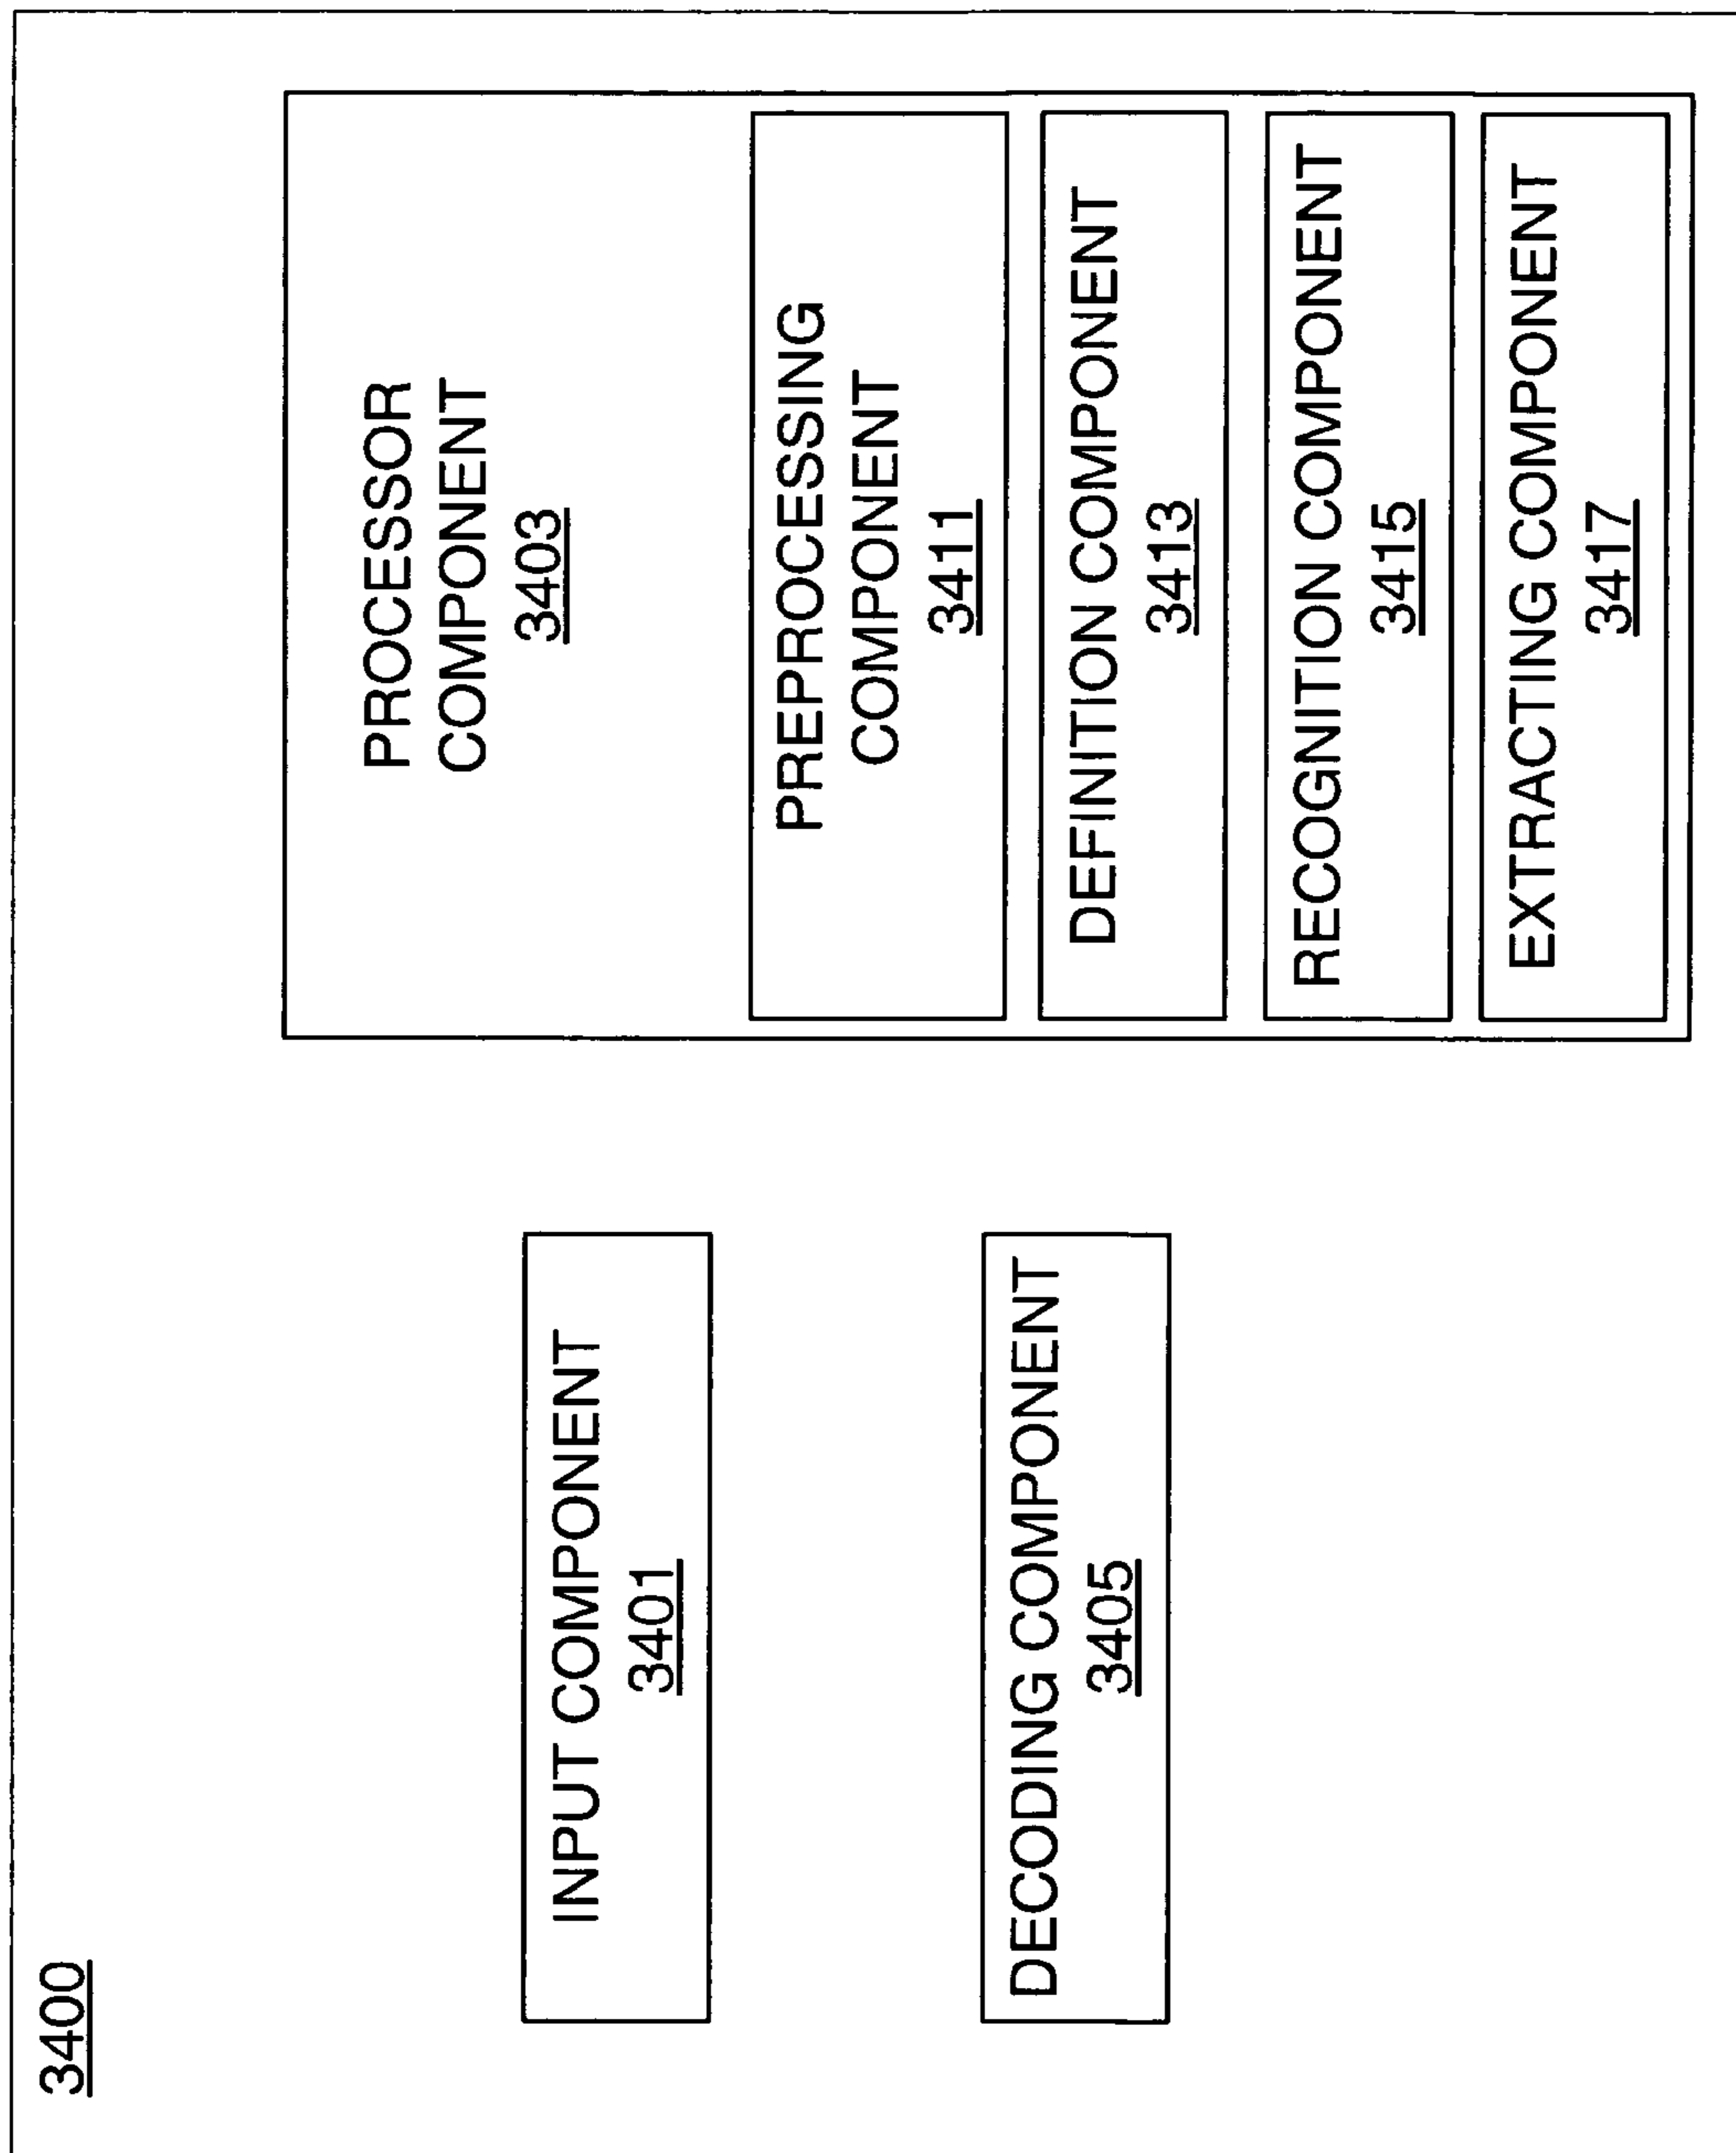 3400
INPUT COMPONENT
3401
DECODING COMPONENT
3405
PROCESSOR
COMPONENT
3403
PREPROCESSING
COMPONENT
3411
DEFINITION COMPONENT
3413
RECOGNITION COMPONENT
3415
EXTRACTING COMPONENT
3417